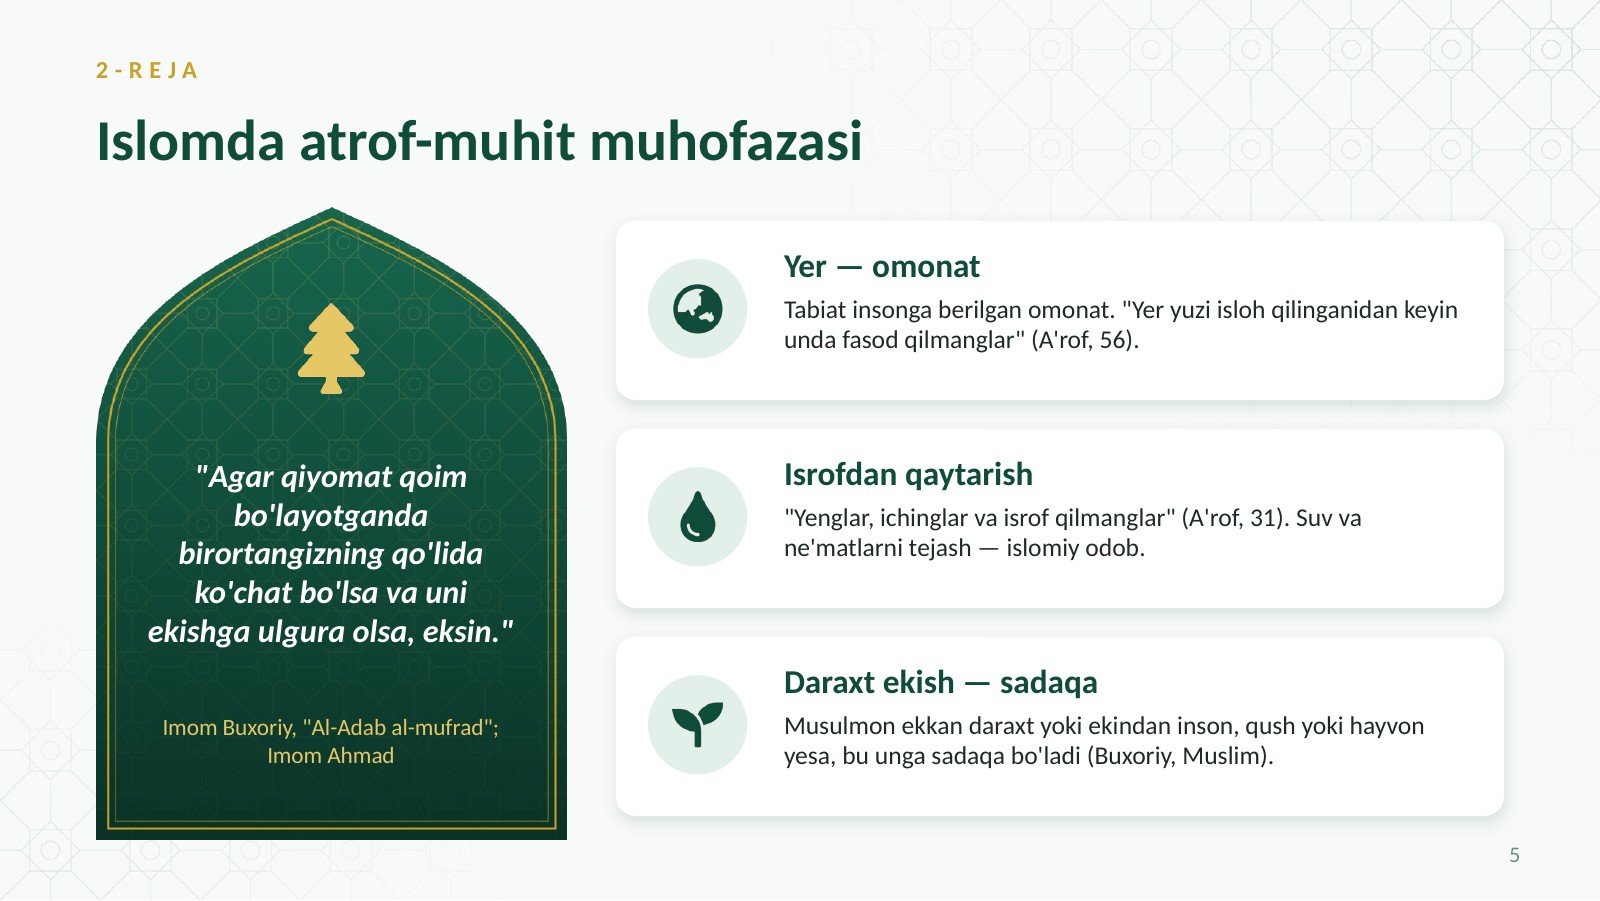 2-REJA
Islomda atrof-muhit muhofazasi
"Agar qiyomat qoim
bo'layotganda
birortangizning qo'lida
ko'chat bo'lsa va uni
ekishga ulgura olsa, eksin."
Imom Buxoriy, "Al-Adab al-mufrad";
Imom Ahmad
Yer — omonat
Tabiat insonga berilgan omonat. "Yer yuzi isloh qilinganidan keyin
unda fasod qilmanglar" (A'rof, 56).
Isrofdan qaytarish
"Yenglar, ichinglar va isrof qilmanglar" (A'rof, 31). Suv va
ne'matlarni tejash — islomiy odob.
Daraxt ekish — sadaqa
Musulmon ekkan daraxt yoki ekindan inson, qush yoki hayvon
yesa, bu unga sadaqa bo'ladi (Buxoriy, Muslim).
5